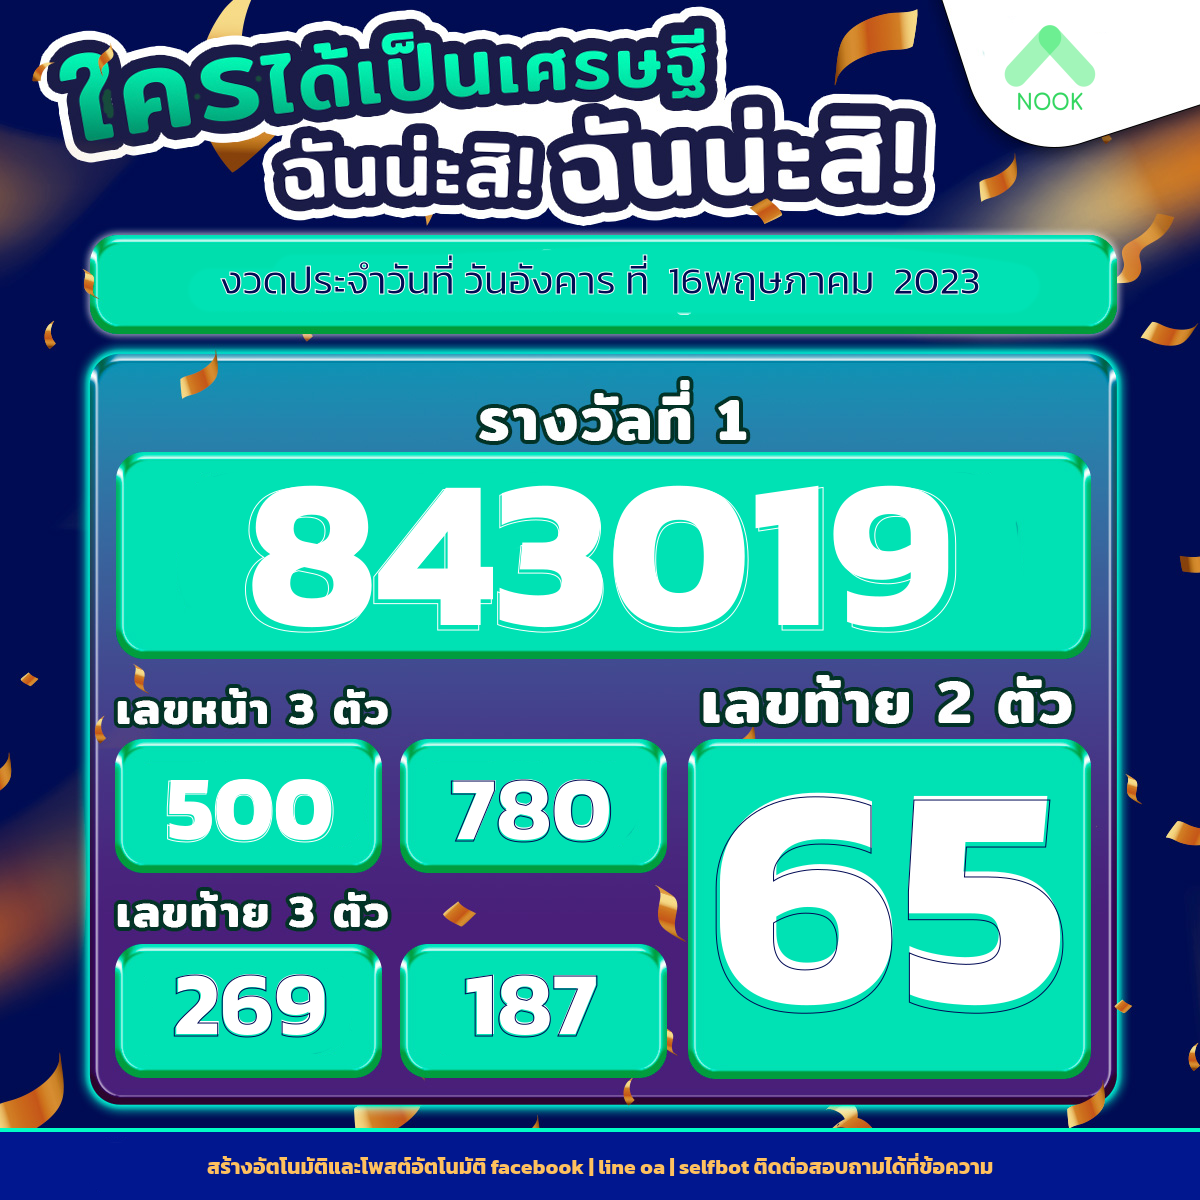 ใครได้เป็นเศรษฐี
NOOK
ฉันน่ะสิ! ฉันน่ะสิ!
งวดประจำวันที่ วันอังคาร ที่ 16พฤษภาคม 2023
รางวัลที่ 1
843019
เลขหน้า 3 ตัว
500 780
เลขท้าย 3 ตัว
269 187
เลขท้าย 2 ตัว
65
สร้างอัตโนมัติและโพสต์อัตโนมัติ facebook | line oa | selfbot ติดต่อสอบถามได้ที่ข้อความ